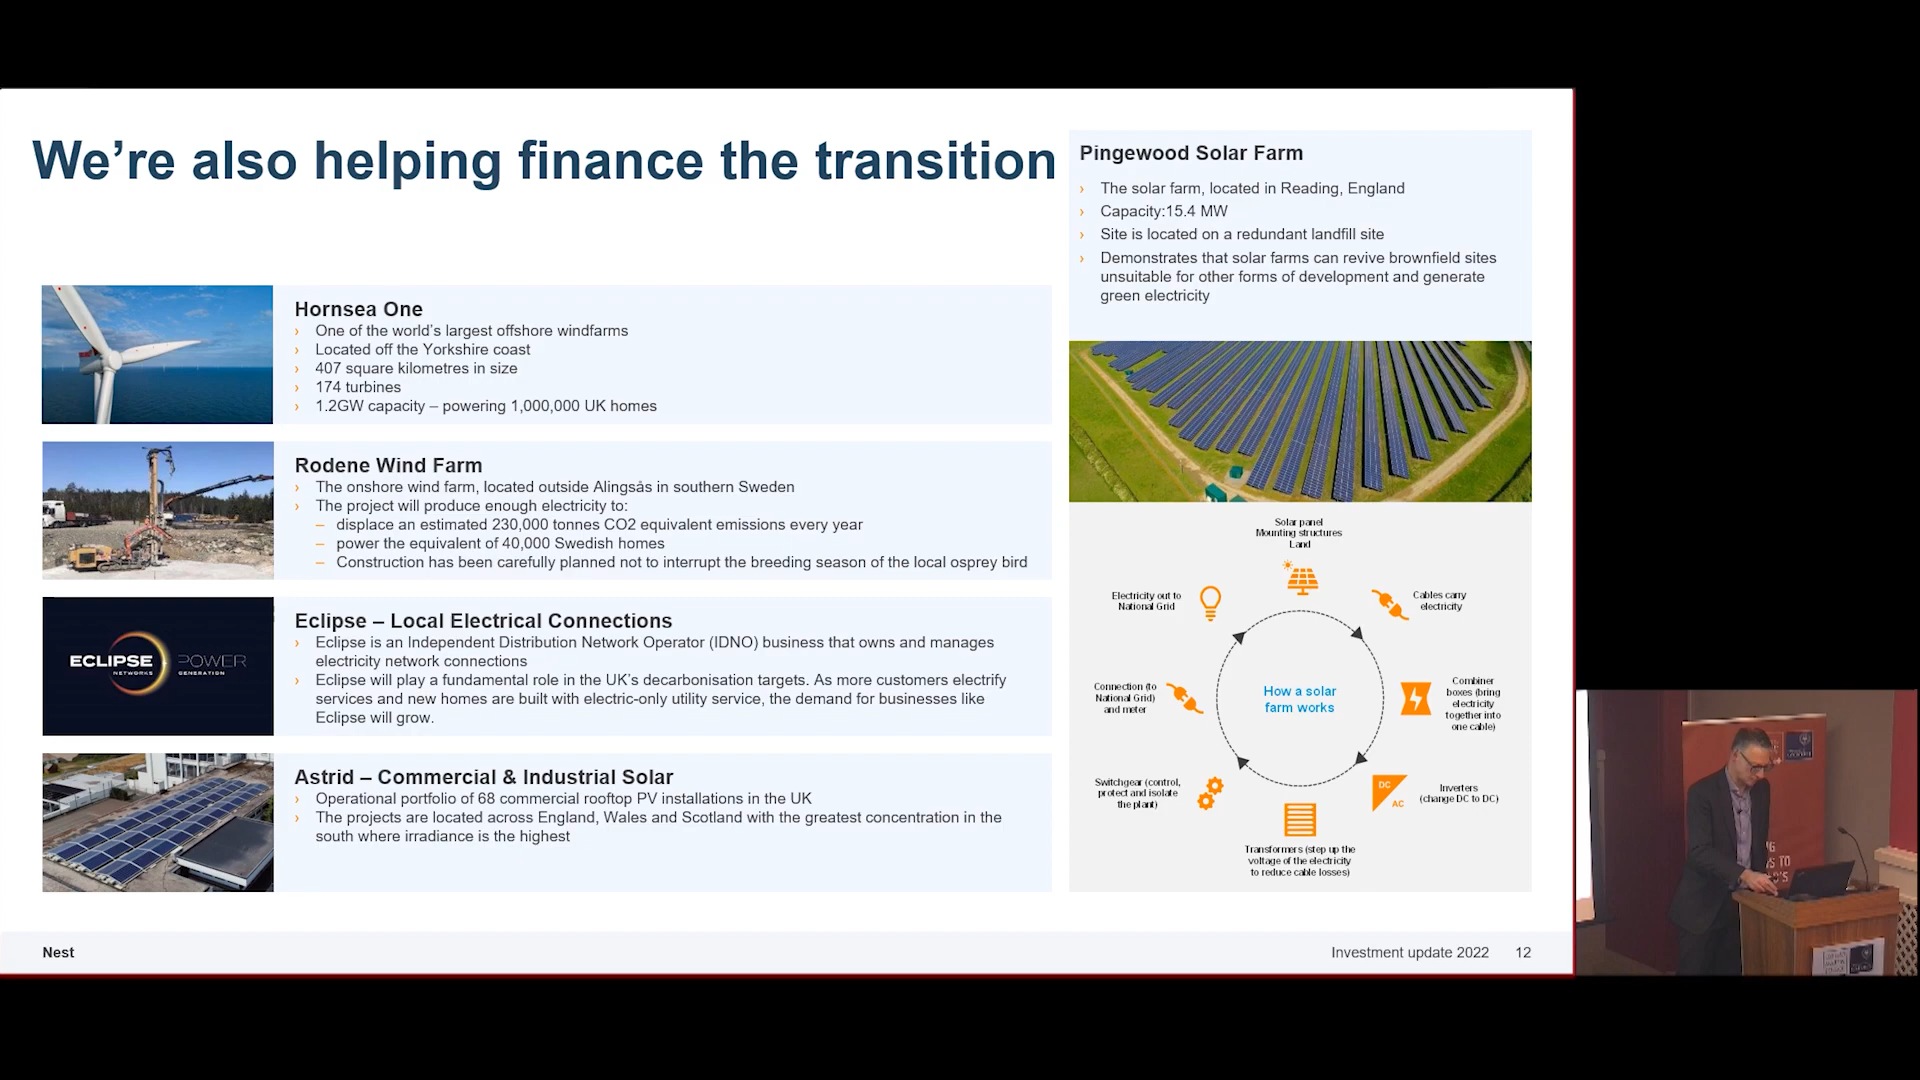 We're also helping finance the transition
Hornsea One
› One of the world's largest offshore windfarms
› Located off the Yorkshire coast
› 407 square kilometres in size
› 174 turbines
› 1.2GW capacity – powering 1,000,000 UK homes
Rodene Wind Farm
› The onshore wind farm, located outside Alingsås in southern Sweden
› The project will produce enough electricity to:
– displace an estimated 230,000 tonnes CO2 equivalent emissions every year
– power the equivalent of 40,000 Swedish homes
– Construction has been carefully planned not to interrupt the breeding season of the local osprey bird
ECLIPSE POWER
NETWORKS GENERATION
Eclipse – Local Electrical Connections
› Eclipse is an Independent Distribution Network Operator (IDNO) business that owns and manages
electricity network connections
› Eclipse will play a fundamental role in the UK's decarbonisation targets. As more customers electrify
services and new homes are built with electric-only utility service, the demand for businesses like
Eclipse will grow.
Astrid – Commercial & Industrial Solar
› Operational portfolio of 68 commercial rooftop PV installations in the UK
› The projects are located across England, Wales and Scotland with the greatest concentration in the
south where irradiance is the highest
Pingewood Solar Farm
› The solar farm, located in Reading, England
› Capacity:15.4 MW
› Site is located on a redundant landfill site
› Demonstrates that solar farms can revive brownfield sites
unsuitable for other forms of development and generate
green electricity
Solar panel
Mounting structures
Land
Cables carry
electricity
Combiner
boxes (bring
electricity
together into
one cable)
DC
AC
Inverters
(change DC to DC)
Transformers (step up the
voltage of the electricity
to reduce cable losses)
Switchgear (control,
protect and isolate
the plant)
Connection (to
National Grid)
and meter
Electricity out to
National Grid
How a solar
farm works
Nest
Investment update 2022 12